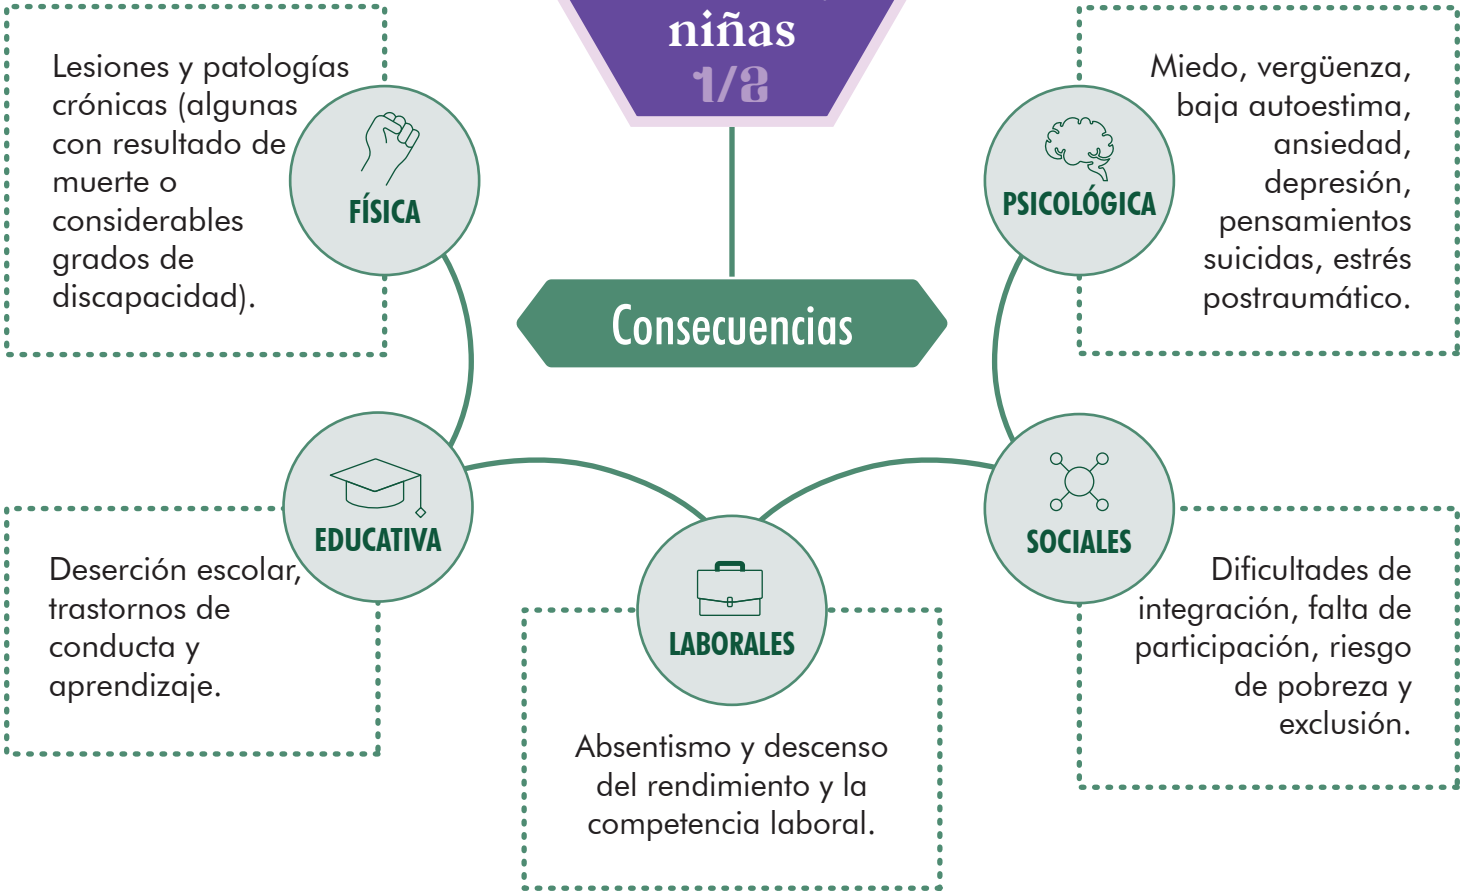 niñas
1/2
Lesiones y patologías
crónicas (algunas
con resultado de
muerte o
considerables
grados de
discapacidad).
FÍSICA
Miedo, vergüenza,
baja autoestima,
ansiedad,
depresión,
pensamientos
suicidas, estrés
postraumático.
PSICOLÓGICA
Consecuencias
EDUCATIVA
Deserción escolar,
trastornos de
conducta y
aprendizaje.
LABORALES
Absentismo y descenso
del rendimiento y la
competencia laboral.
SOCIALES
Dificultades de
integración, falta de
participación, riesgo
de pobreza y
exclusión.